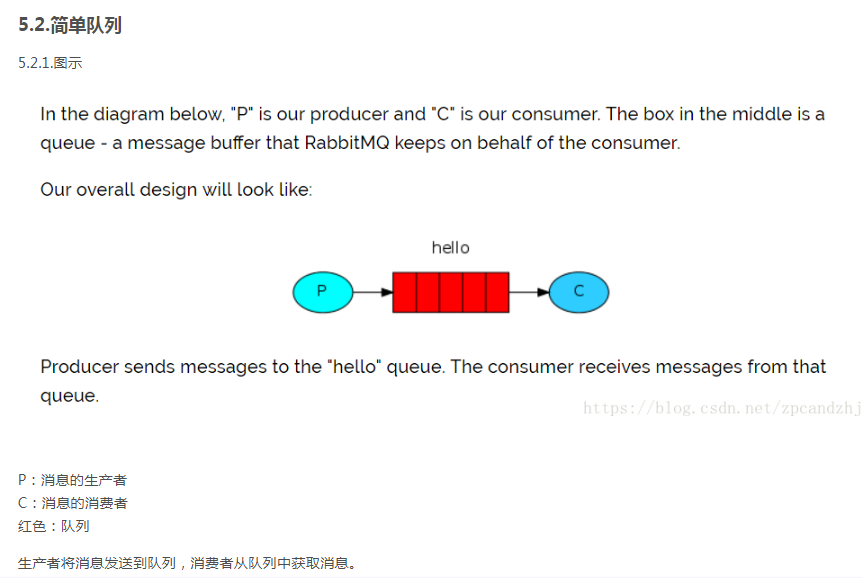 5.2.简单队列
5.2.1.图示
In the diagram below, "P" is our producer and "C" is our consumer. The box in the middle is a
queue - a message buffer that RabbitMQ keeps on behalf of the consumer.
Our overall design will look like:
hello
P
C
Producer sends messages to the "hello" queue. The consumer receives messages from that
queue.
https://blog.csdn.net/zpcandzhj
P：消息的生产者
C：消息的消费者
红色：队列
生产者将消息发送到队列，消费者从队列中获取消息。